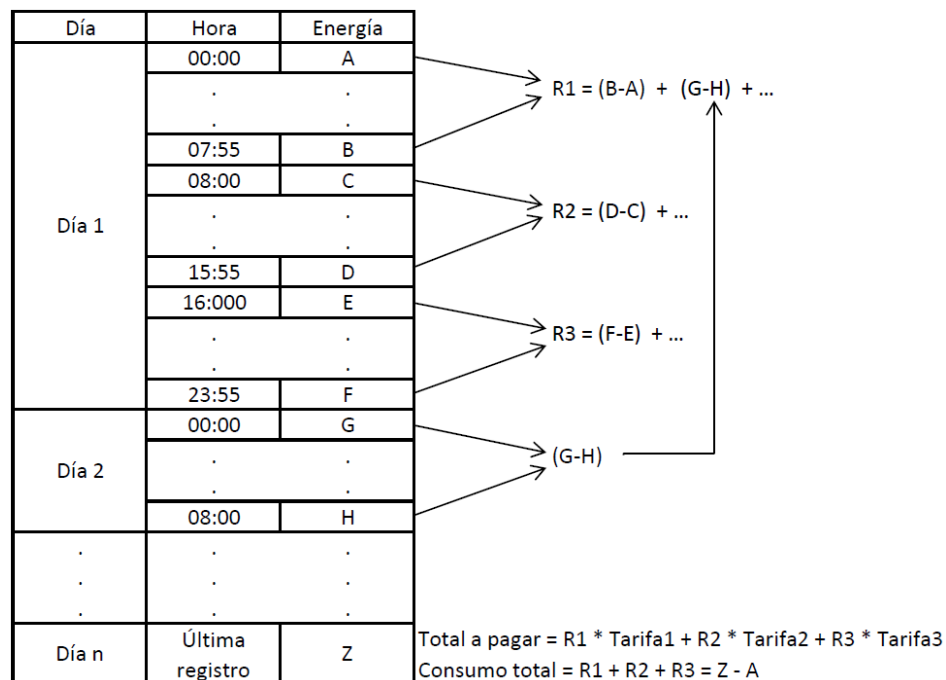 Día Hora Energía
00:00 A
. .
. .
07:55 B
08:00 C
. .
. .
15:55 D
16:000 E
. .
. .
23:55 F
Día 1
00:00 G
. .
. .
08:00 H
Día 2
. . .
. . .
. . .
Día n Última registro Z
R1 = (B-A) + (G-H) + ...
R2 = (D-C) + ...
R3 = (F-E) + ...
(G-H)
Total a pagar = R1 * Tarifa1 + R2 * Tarifa2 + R3 * Tarifa3
Consumo total = R1 + R2 + R3 = Z - A